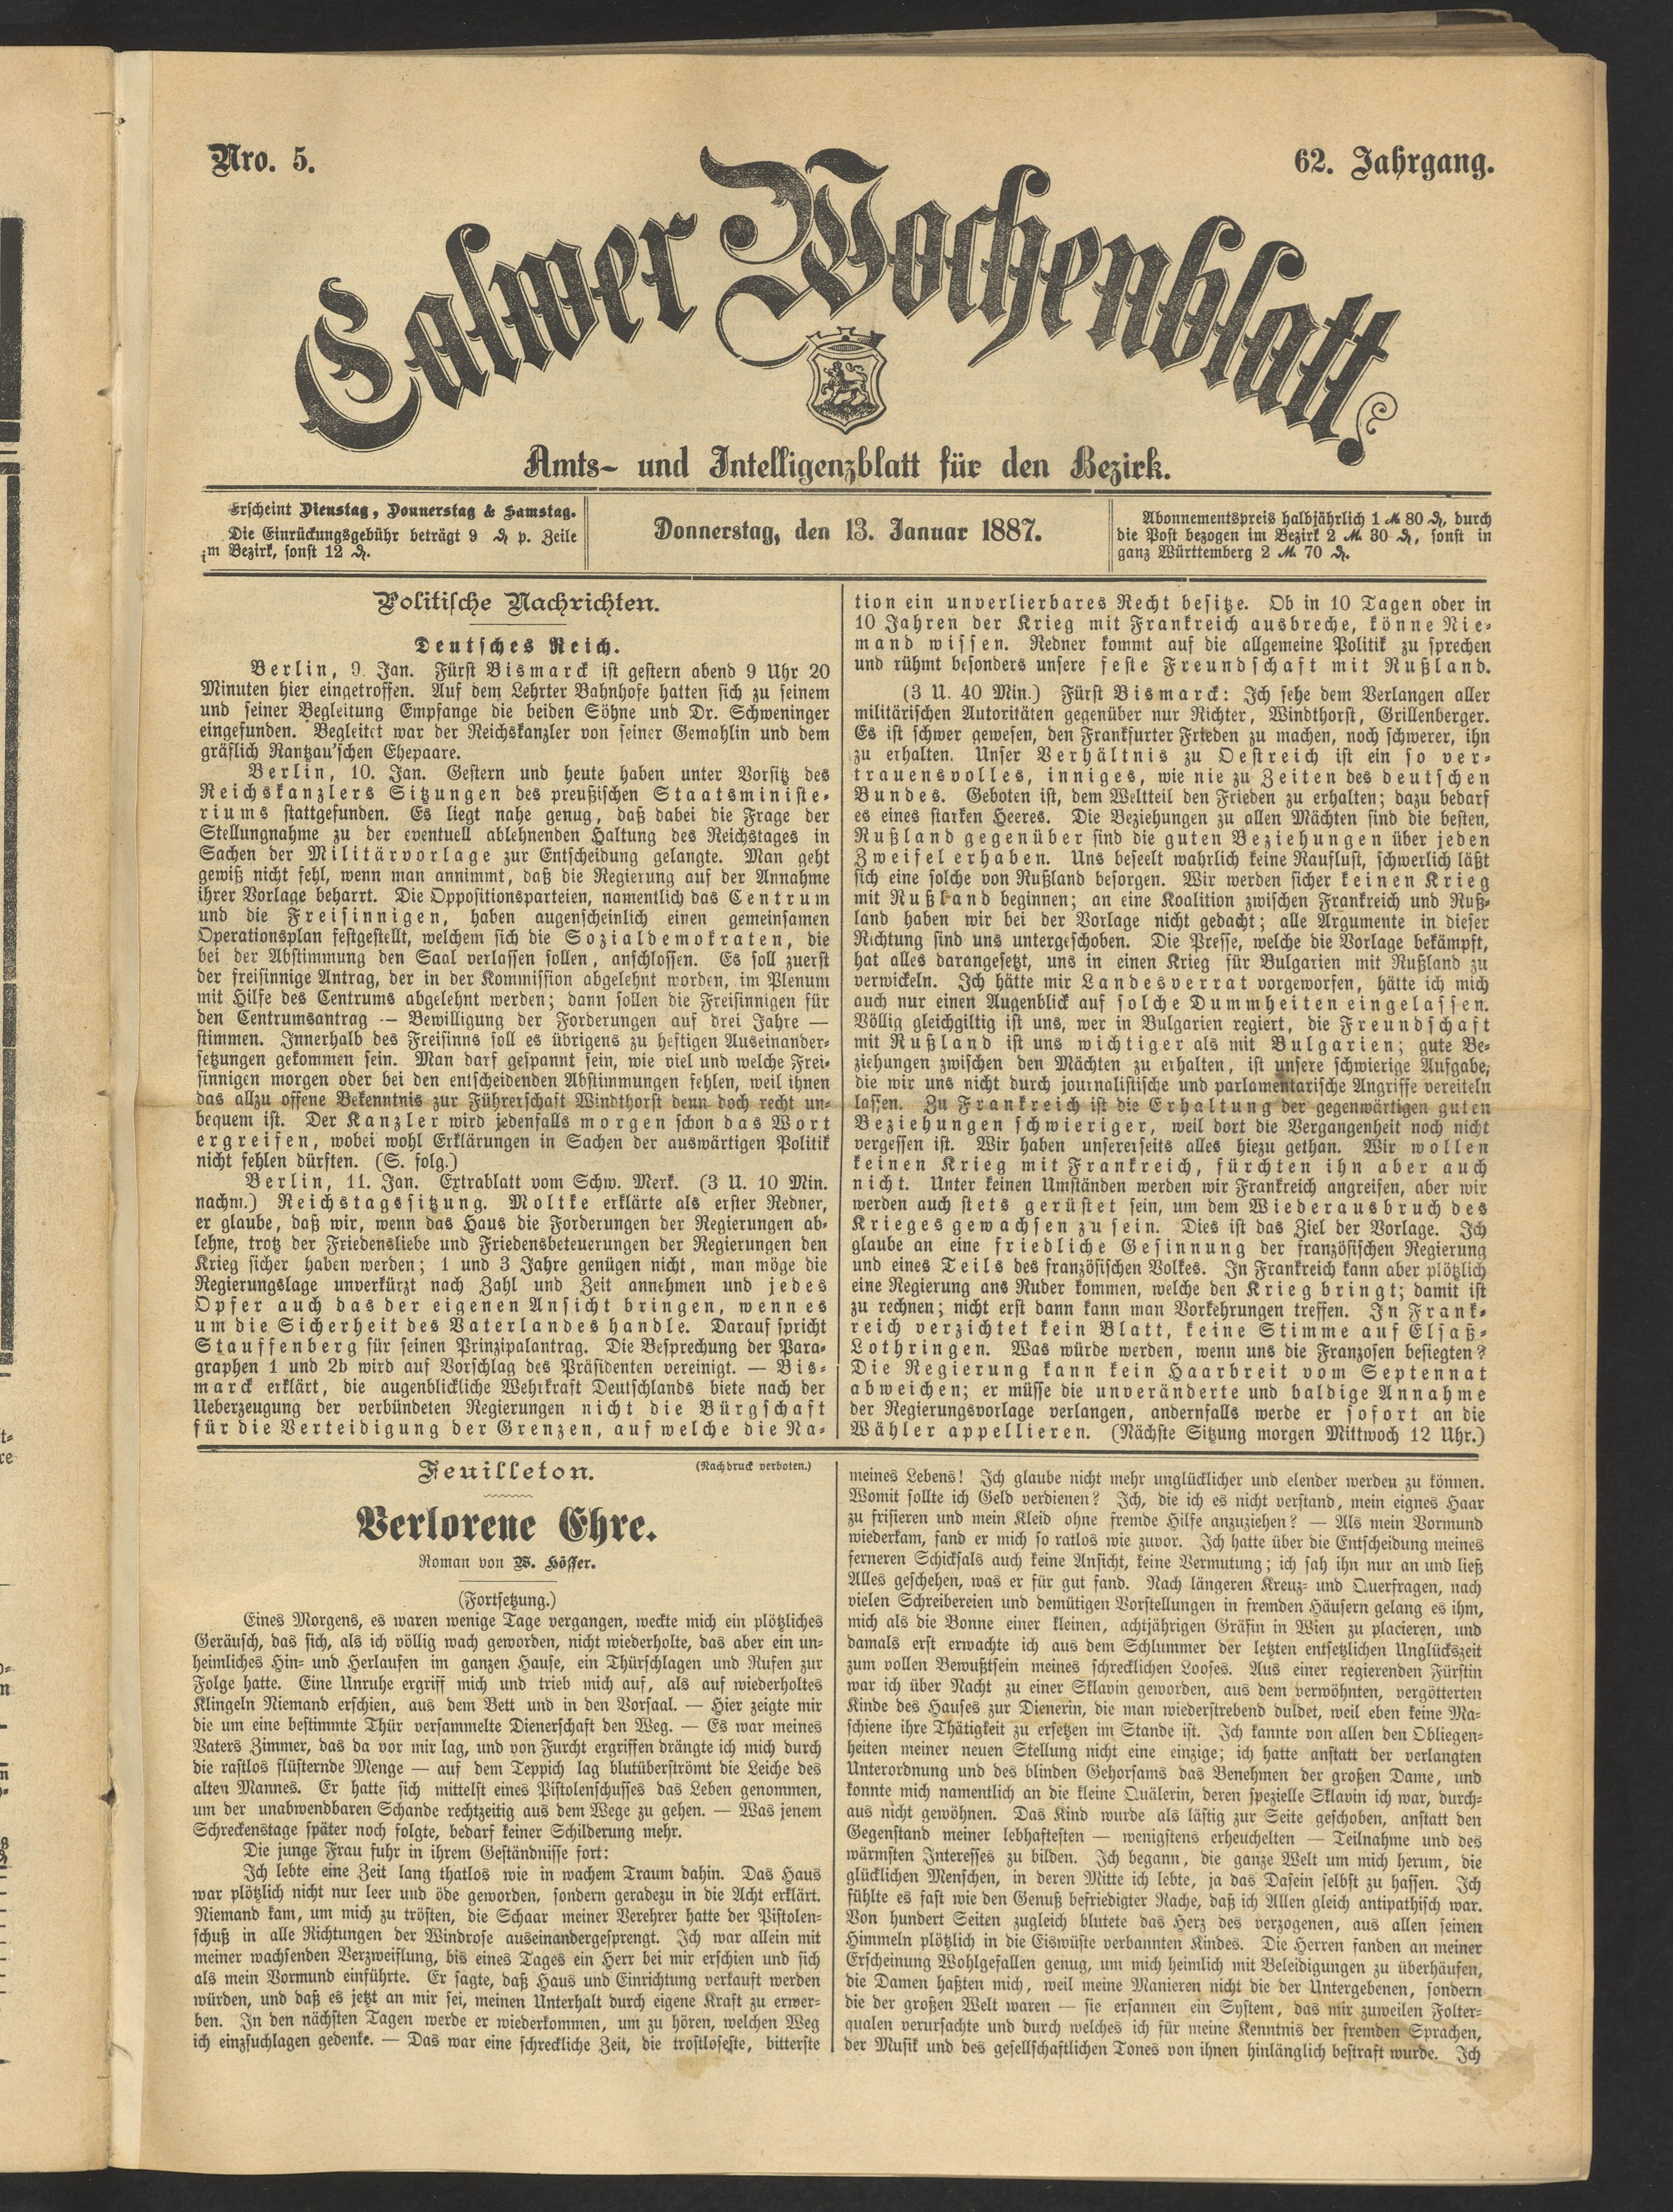 Nro. 5.
62. Jahrgang.
Calwer Wochenblatt
Amts- und Intelligenzblatt für den Bezirk.
Erscheint Dienstag, Donnerstag & Samstag.
Die Einrückungsgebühr beträgt 9 ₰ p. Zeile
im Bezirk, sonst 12 ₰.
Donnerstag, den 13. Januar 1887.
Abonnementspreis halbjährlich 1 ℳ 80 ₰, durch
die Post bezogen im Bezirk 2 ℳ 30 ₰, sonst in
ganz Württemberg 2 ℳ 70 ₰.
Politische Nachrichten.
Deutsches Reich.
Berlin, 9. Jan. Fürst Bismarck ist gestern abend 9 Uhr 20
Minuten hier eingetroffen. Auf dem Lehrter Bahnhofe hatten sich zu seinem
und seiner Begleitung Empfange die beiden Söhne und Dr. Schweninger
eingefunden. Begleitet war der Reichskanzler von seiner Gemahlin und dem
gräflich Rantzau'schen Ehepaare.
Berlin, 10. Jan. Gestern und heute haben unter Vorsitz des
Reichskanzlers Sitzungen des preußischen Staatsministe-
riums stattgefunden. Es liegt nahe genug, daß dabei die Frage der
Stellungnahme zu der eventuell ablehnenden Haltung des Reichstages in
Sachen der Militärvorlage zur Entscheidung gelangte. Man geht
gewiß nicht fehl, wenn man annimmt, daß die Regierung auf der Annahme
ihrer Vorlage beharrt. Die Oppositionsparteien, namentlich das Centrum
und die Freisinnigen, haben augenscheinlich einen gemeinsamen
Operationsplan festgestellt, welchem sich die Sozialdemokraten, die
bei der Abstimmung den Saal verlassen sollen, anschlossen. Es soll zuerst
der freisinnige Antrag, der in der Kommission abgelehnt worden, im Plenum
mit Hilfe des Centrums abgelehnt werden; dann sollen die Freisinnigen für
den Centrumsantrag — Bewilligung der Forderungen auf drei Jahre —
stimmen. Innerhalb des Freisinns soll es übrigens zu heftigen Auseinander-
setzungen gekommen sein. Man darf gespannt sein, wie viel und welche Frei-
sinnigen morgen oder bei den entscheidenden Abstimmungen fehlen, weil ihnen
das allzu offene Bekenntnis zur Führerschaft Windthorst denn doch recht un-
bequem ist. Der Kanzler wird jedenfalls morgen schon das Wort
ergreifen, wobei wohl Erklärungen in Sachen der auswärtigen Politik
nicht fehlen dürften. (S. folg.)
Berlin, 11. Jan. Extrablatt vom Schw. Merk. (3 U. 10 Min.
nachm.) Reichstagssitzung. Moltke erklärte als erster Redner,
er glaube, daß wir, wenn das Haus die Forderungen der Regierungen ab-
lehne, trotz der Friedensliebe und Friedensbeteuerungen der Regierungen den
Krieg sicher haben werden; 1 und 3 Jahre genügen nicht, man möge die
Regierungslage unverkürzt nach Zahl und Zeit annehmen und jedes
Opfer auch das der eigenen Ansicht bringen, wenn es
um die Sicherheit des Vaterlandes handle. Darauf spricht
Stauffenberg für seinen Prinzipalantrag. Die Besprechung der Para-
graphen 1 und 2b wird auf Vorschlag des Präsidenten vereinigt. — Bis-
marck erklärt, die augenblickliche Wehrkraft Deutschlands biete nach der
Ueberzeugung der verbündeten Regierungen nicht die Bürgschaft
für die Verteidigung der Grenzen, auf welche die Na-
tion ein unverlierbares Recht besitze. Ob in 10 Tagen oder in
10 Jahren der Krieg mit Frankreich ausbreche, könne Nie-
mand wissen. Redner kommt auf die allgemeine Politik zu sprechen
und rühmt besonders unsere feste Freundschaft mit Rußland.
(3 U. 40 Min.) Fürst Bismarck: Ich sehe dem Verlangen aller
militärischen Autoritäten gegenüber nur Richter, Windthorst, Grillenberger.
Es ist schwer gewesen, den Frankfurter Frieden zu machen, noch schwerer, ihn
zu erhalten. Unser Verhältnis zu Oestreich ist ein so ver-
trauensvolles, inniges, wie nie zu Zeiten des deutschen
Bundes. Geboten ist, dem Weltteil den Frieden zu erhalten; dazu bedarf
es eines starken Heeres. Die Beziehungen zu allen Mächten sind die besten,
Rußland gegenüber sind die guten Beziehungen über jeden
Zweifel erhaben. Uns beseelt wahrlich keine Rauflust, schwerlich läßt
sich eine solche von Rußland besorgen. Wir werden sicher keinen Krieg
mit Rußland beginnen; an eine Koalition zwischen Frankreich und Ruß-
land haben wir bei der Vorlage nicht gedacht; alle Argumente in dieser
Richtung sind uns untergeschoben. Die Presse, welche die Vorlage bekämpft,
hat alles darangesetzt, uns in einen Krieg für Bulgarien mit Rußland zu
verwickeln. Ich hätte mir Landesverrat vorgeworfen, hätte ich mich
auch nur einen Augenblick auf solche Dummheiten eingelassen.
Völlig gleichgiltig ist uns, wer in Bulgarien regiert, die Freundschaft
mit Rußland ist uns wichtiger als mit Bulgarien; gute Be-
ziehungen zwischen den Mächten zu erhalten, ist unsere schwierige Aufgabe,
die wir uns nicht durch journalistische und parlamentarische Angriffe vereiteln
lassen. Zu Frankreich ist die Erhaltung der gegenwärtigen guten
Beziehungen schwieriger, weil dort die Vergangenheit noch nicht
vergessen ist. Wir haben unsererseits alles hiezu gethan. Wir wollen
keinen Krieg mit Frankreich, fürchten ihn aber auch
nicht. Unter keinen Umständen werden wir Frankreich angreifen, aber wir
werden auch stets gerüstet sein, um dem Wiederausbruch des
Krieges gewachsen zu sein. Dies ist das Ziel der Vorlage. Ich
glaube an eine friedliche Gesinnung der französischen Regierung
und eines Teils des französischen Volkes. In Frankreich kann aber plötzlich
eine Regierung ans Ruder kommen, welche den Krieg bringt; damit ist
zu rechnen; nicht erst dann kann man Vorkehrungen treffen. In Frank-
reich verzichtet kein Blatt, keine Stimme auf Elsaß-
Lothringen. Was würde werden, wenn uns die Franzosen besiegten?
Die Regierung kann kein Haarbreit vom Septennat
abweichen; er müsse die unveränderte und baldige Annahme
der Regierungsvorlage verlangen, andernfalls werde er sofort an die
Wähler appellieren. (Nächste Sitzung morgen Mittwoch 12 Uhr.)
Feuilleton.
(Nachdruck verboten.)
Verlorene Ehre.
Roman von W. Höffer.
(Fortsetzung.)
Eines Morgens, es waren wenige Tage vergangen, weckte mich ein plötzliches
Geräusch, das sich, als ich völlig wach geworden, nicht wiederholte, das aber ein un-
heimliches Hin- und Herlaufen im ganzen Hause, ein Thürschlagen und Rufen zur
Folge hatte. Eine Unruhe ergriff mich und trieb mich auf, als auf wiederholtes
Klingeln Niemand erschien, aus dem Bett und in den Vorsaal. — Hier zeigte mir
die um eine bestimmte Thür versammelte Dienerschaft den Weg. — Es war meines
Vaters Zimmer, das da vor mir lag, und von Furcht ergriffen drängte ich mich durch
die rastlos flüsternde Menge — auf dem Teppich lag blutüberströmt die Leiche des
alten Mannes. Er hatte sich mittelst eines Pistolenschusses das Leben genommen,
um der unabwendbaren Schande rechtzeitig aus dem Wege zu gehen. — Was jenem
Schreckenstage später noch folgte, bedarf keiner Schilderung mehr.
Die junge Frau fuhr in ihrem Geständnisse fort:
Ich lebte eine Zeit lang thatlos wie in wachem Traum dahin. Das Haus
war plötzlich nicht nur leer und öde geworden, sondern geradezu in die Acht erklärt.
Niemand kam, um mich zu trösten, die Schaar meiner Verehrer hatte der Pistolen-
schuß in alle Richtungen der Windrose auseinandergesprengt. Ich war allein mit
meiner wachsenden Verzweiflung, bis eines Tages ein Herr bei mir erschien und sich
als mein Vormund einführte. Er sagte, daß Haus und Einrichtung verkauft werden
würden, und daß es jetzt an mir sei, meinen Unterhalt durch eigene Kraft zu erwer-
ben. In den nächsten Tagen werde er wiederkommen, um zu hören, welchen Weg
ich einzuschlagen gedenke. — Das war eine schreckliche Zeit, die trostloseste, bitterste
meines Lebens! Ich glaube nicht mehr unglücklicher und elender werden zu können.
Womit sollte ich Geld verdienen? Ich, die ich es nicht verstand, mein eignes Haar
zu frisieren und mein Kleid ohne fremde Hilfe anzuziehen? — Als mein Vormund
wiederkam, fand er mich so ratlos wie zuvor. Ich hatte über die Entscheidung meines
ferneren Schicksals auch keine Ansicht, keine Vermutung; ich sah ihn nur an und ließ
Alles geschehen, was er für gut fand. Nach längeren Kreuz- und Querfragen, nach
vielen Schreibereien und demütigen Vorstellungen in fremden Häusern gelang es ihm,
mich als die Bonne einer kleinen, achtjährigen Gräfin in Wien zu placieren, und
damals erst erwachte ich aus dem Schlummer der letzten entsetzlichen Unglückszeit
zum vollen Bewußtsein meines schrecklichen Looses. Aus einer regierenden Fürstin
war ich über Nacht zu einer Sklavin geworden, aus dem verwöhnten, vergötterten
Kinde des Hauses zur Dienerin, die man wiederstrebend duldet, weil eben keine Ma-
schiene ihre Thätigkeit zu ersetzen im Stande ist. Ich kannte von allen den Obliegen-
heiten meiner neuen Stellung nicht eine einzige; ich hatte anstatt der verlangten
Unterordnung und des blinden Gehorsams das Benehmen der großen Dame, und
konnte mich namentlich an die kleine Quälerin, deren spezielle Sklavin ich war, durch-
aus nicht gewöhnen. Das Kind wurde als lästig zur Seite geschoben, anstatt den
Gegenstand meiner lebhaftesten — wenigstens erheuchelten — Teilnahme und des
wärmsten Interesses zu bilden. Ich begann, die ganze Welt um mich herum, die
glücklichen Menschen, in deren Mitte ich lebte, ja das Dasein selbst zu hassen. Ich
fühlte es fast wie den Genuß befriedigter Rache, daß ich Allen gleich antipathisch war.
Von hundert Seiten zugleich blutete das Herz des verzogenen, aus allen seinen
Himmeln plötzlich in die Eiswüste verbannten Kindes. Die Herren fanden an meiner
Erscheinung Wohlgefallen genug, um mich heimlich mit Beleidigungen zu überhäufen,
die Damen haßten mich, weil meine Manieren nicht die der Untergebenen, sondern
die der großen Welt waren — sie ersannen ein System, das mir zuweilen Folter-
qualen verursachte und durch welches ich für meine Kenntnis der fremden Sprachen,
der Musik und des gesellschaftlichen Tones von ihnen hinlänglich bestraft wurde. Ich